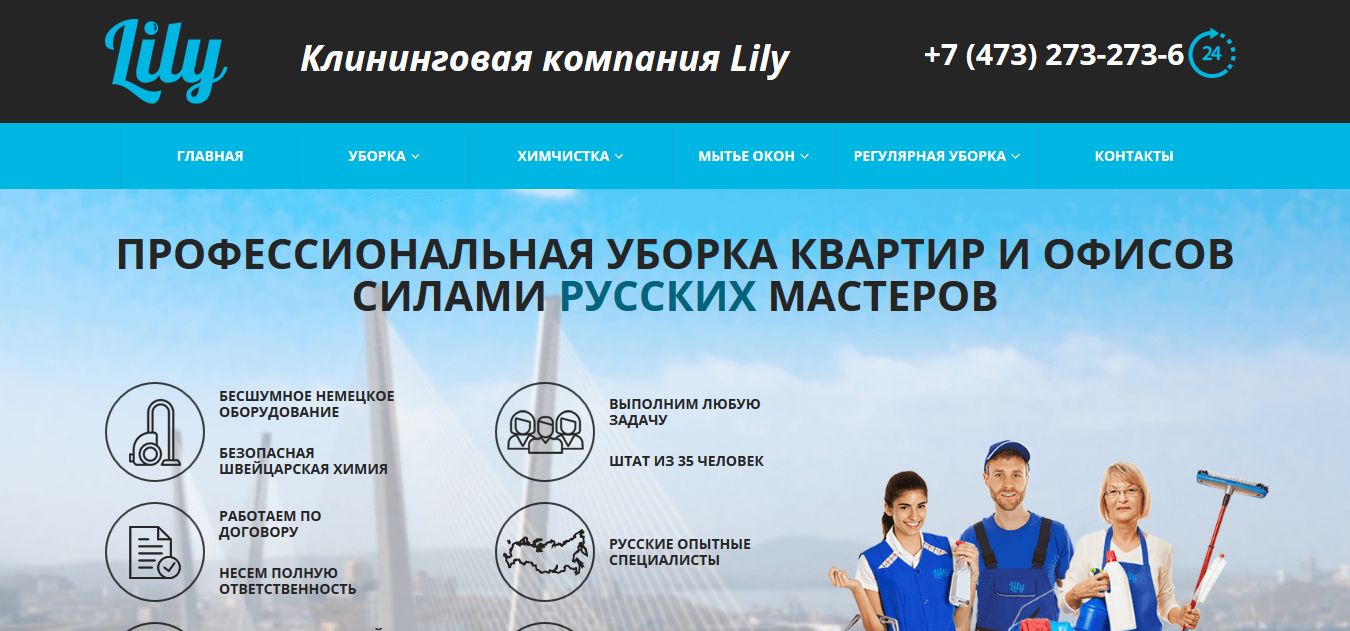 Lily
Клининговая компания Lily
+7 (473) 273-273-6
24
ГЛАВНАЯ
УБОРКА
ХИМЧИСТКА
МЫТЬЕ ОКОН
РЕГУЛЯРНАЯ УБОРКА
КОНТАКТЫ
ПРОФЕССИОНАЛЬНАЯ УБОРКА КВАРТИР И ОФИСОВ
СИЛАМИ РУССКИХ МАСТЕРОВ
БЕСШУМНОЕ НЕМЕЦКОЕ
ОБОРУДОВАНИЕ
БЕЗОПАСНАЯ
ШВЕЙЦАРСКАЯ ХИМИЯ
ВЫПОЛНИМ ЛЮБУЮ
ЗАДАЧУ
ШТАТ ИЗ 35 ЧЕЛОВЕК
РАБОТАЕМ ПО
ДОГОВОРУ
НЕСЕМ ПОЛНУЮ
ОТВЕТСТВЕННОСТЬ
РУССКИЕ ОПЫТНЫЕ
СПЕЦИАЛИСТЫ
Lily
Lily
Lily